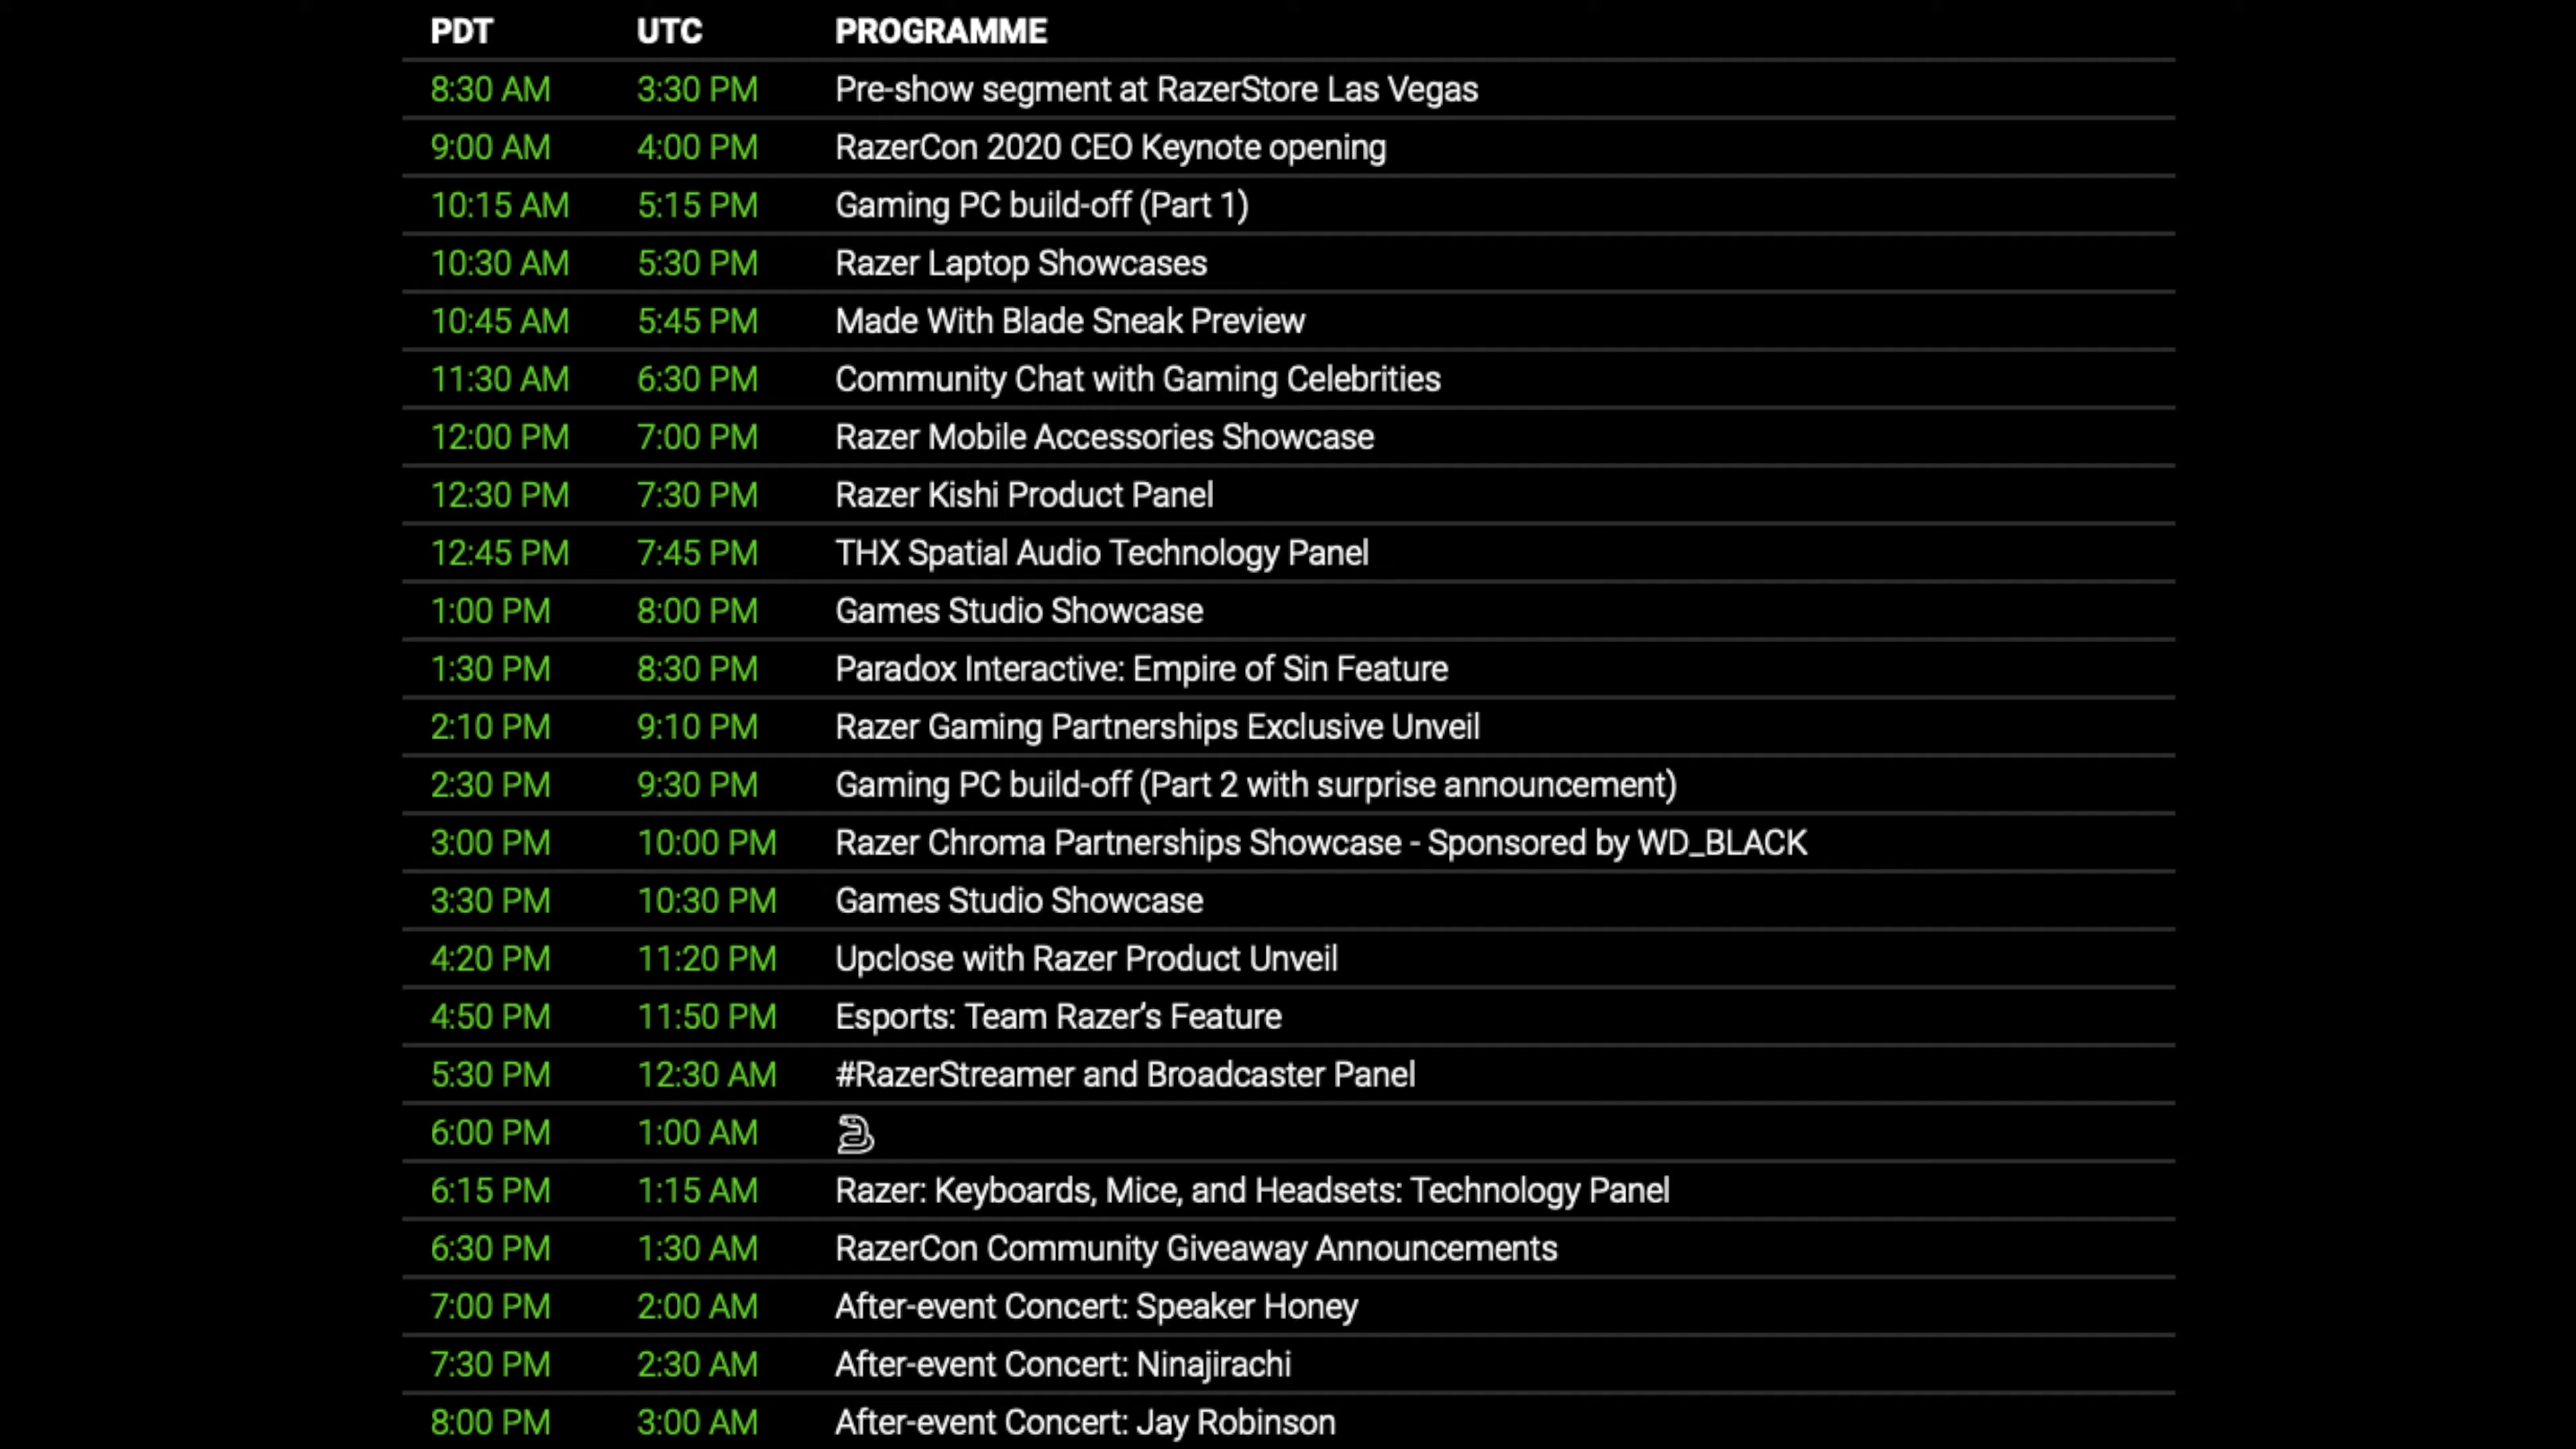 PDT UTC PROGRAMME
8:30 AM 3:30 PM Pre-show segment at RazerStore Las Vegas
9:00 AM 4:00 PM RazerCon 2020 CEO Keynote opening
10:15 AM 5:15 PM Gaming PC build-off (Part 1)
10:30 AM 5:30 PM Razer Laptop Showcases
10:45 AM 5:45 PM Made With Blade Sneak Preview
11:30 AM 6:30 PM Community Chat with Gaming Celebrities
12:00 PM 7:00 PM Razer Mobile Accessories Showcase
12:30 PM 7:30 PM Razer Kishi Product Panel
12:45 PM 7:45 PM THX Spatial Audio Technology Panel
1:00 PM 8:00 PM Games Studio Showcase
1:30 PM 8:30 PM Paradox Interactive: Empire of Sin Feature
2:10 PM 9:10 PM Razer Gaming Partnerships Exclusive Unveil
2:30 PM 9:30 PM Gaming PC build-off (Part 2 with surprise announcement)
3:00 PM 10:00 PM Razer Chroma Partnerships Showcase - Sponsored by WD_BLACK
3:30 PM 10:30 PM Games Studio Showcase
4:20 PM 11:20 PM Upclose with Razer Product Unveil
4:50 PM 11:50 PM Esports: Team Razer’s Feature
5:30 PM 12:30 AM #RazerStreamer and Broadcaster Panel
6:00 PM 1:00 AM
6:15 PM 1:15 AM Razer: Keyboards, Mice, and Headsets: Technology Panel
6:30 PM 1:30 AM RazerCon Community Giveaway Announcements
7:00 PM 2:00 AM After-event Concert: Speaker Honey
7:30 PM 2:30 AM After-event Concert: Ninajirachi
8:00 PM 3:00 AM After-event Concert: Jay Robinson